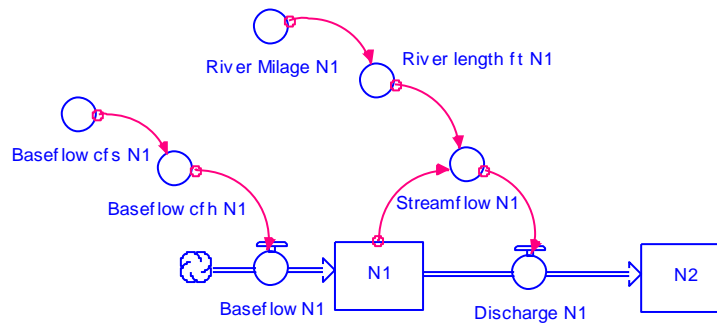 River Milage N1
River length ft N1
Baseflow cfs N1
Baseflow cfh N1
Streamflow N1
N1
N2
Baseflow N1
Discharge N1